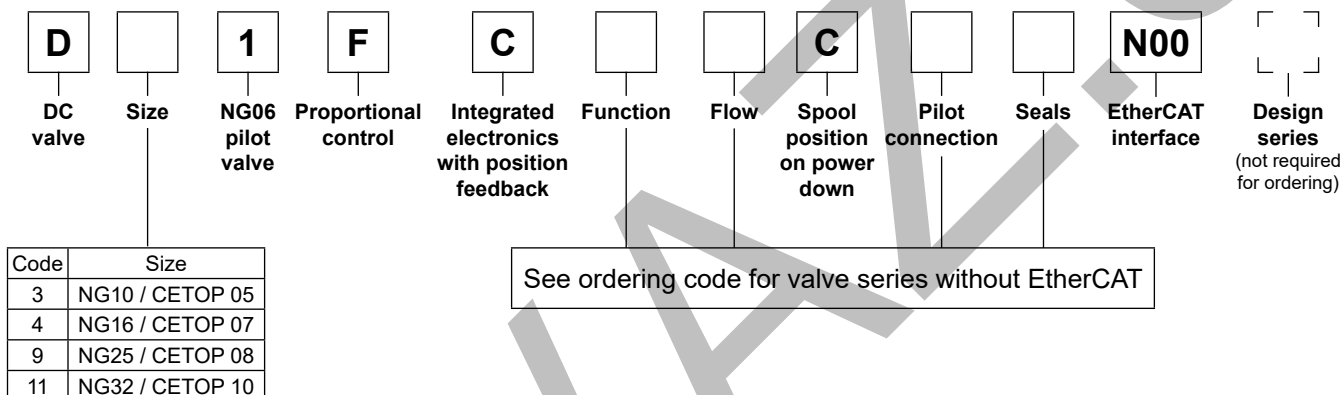 D 1 F C C N00
DC Size NG06 Proportional Integrated Function Flow Spool Pilot Seals EtherCAT Design
valve pilot control electronics position connection interface series
valve with position on power (not required
feedback down for ordering)
Code Size
3 NG10 / CETOP 05
4 NG16 / CETOP 07
9 NG25 / CETOP 08
11 NG32 / CETOP 10
See ordering code for valve series without EtherCAT